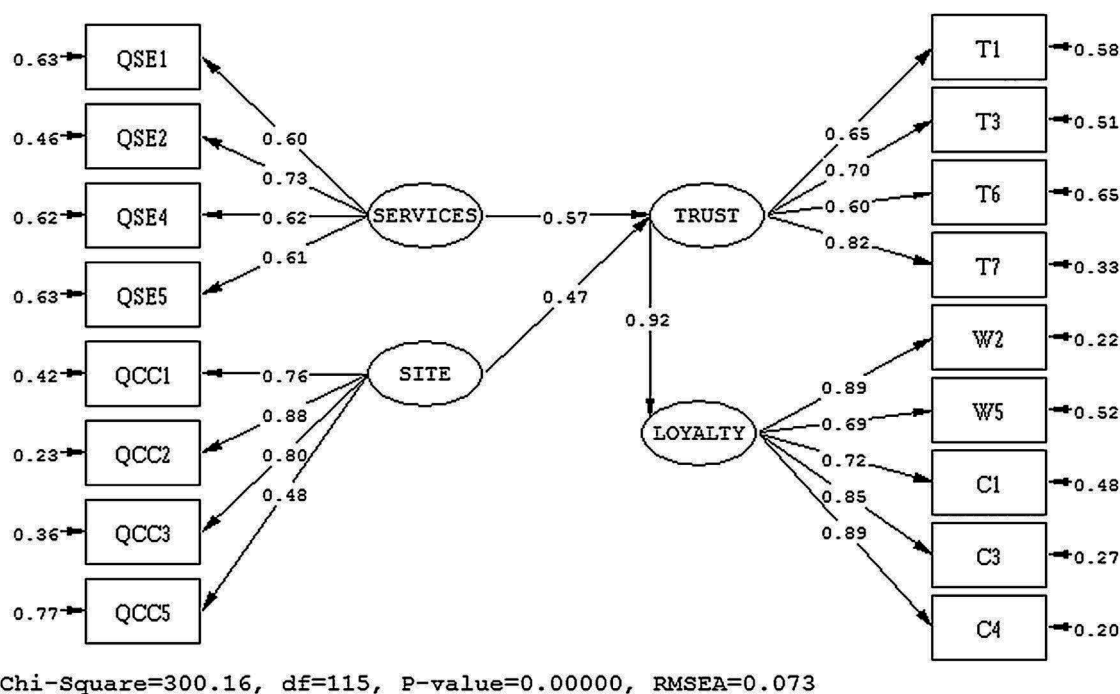 0.63 QSE1
0.46 QSE2
0.62 QSE4
0.63 QSE5
0.42 QCC1
0.23 QCC2
0.36 QCC3
0.77 QCC5
0.60
0.73
0.62
0.61
0.76
0.88
0.80
0.48
SERVICES
SITE
0.57
0.47
TRUST
0.92
LOYALTY
0.65
0.70
0.60
0.82
0.89
0.69
0.72
0.85
0.89
T1 0.58
T3 0.51
T6 0.65
T7 0.33
W2 0.22
W5 0.52
C1 0.48
C3 0.27
C4 0.20
Chi-Square=300.16, df=115, P-value=0.00000, RMSEA=0.073